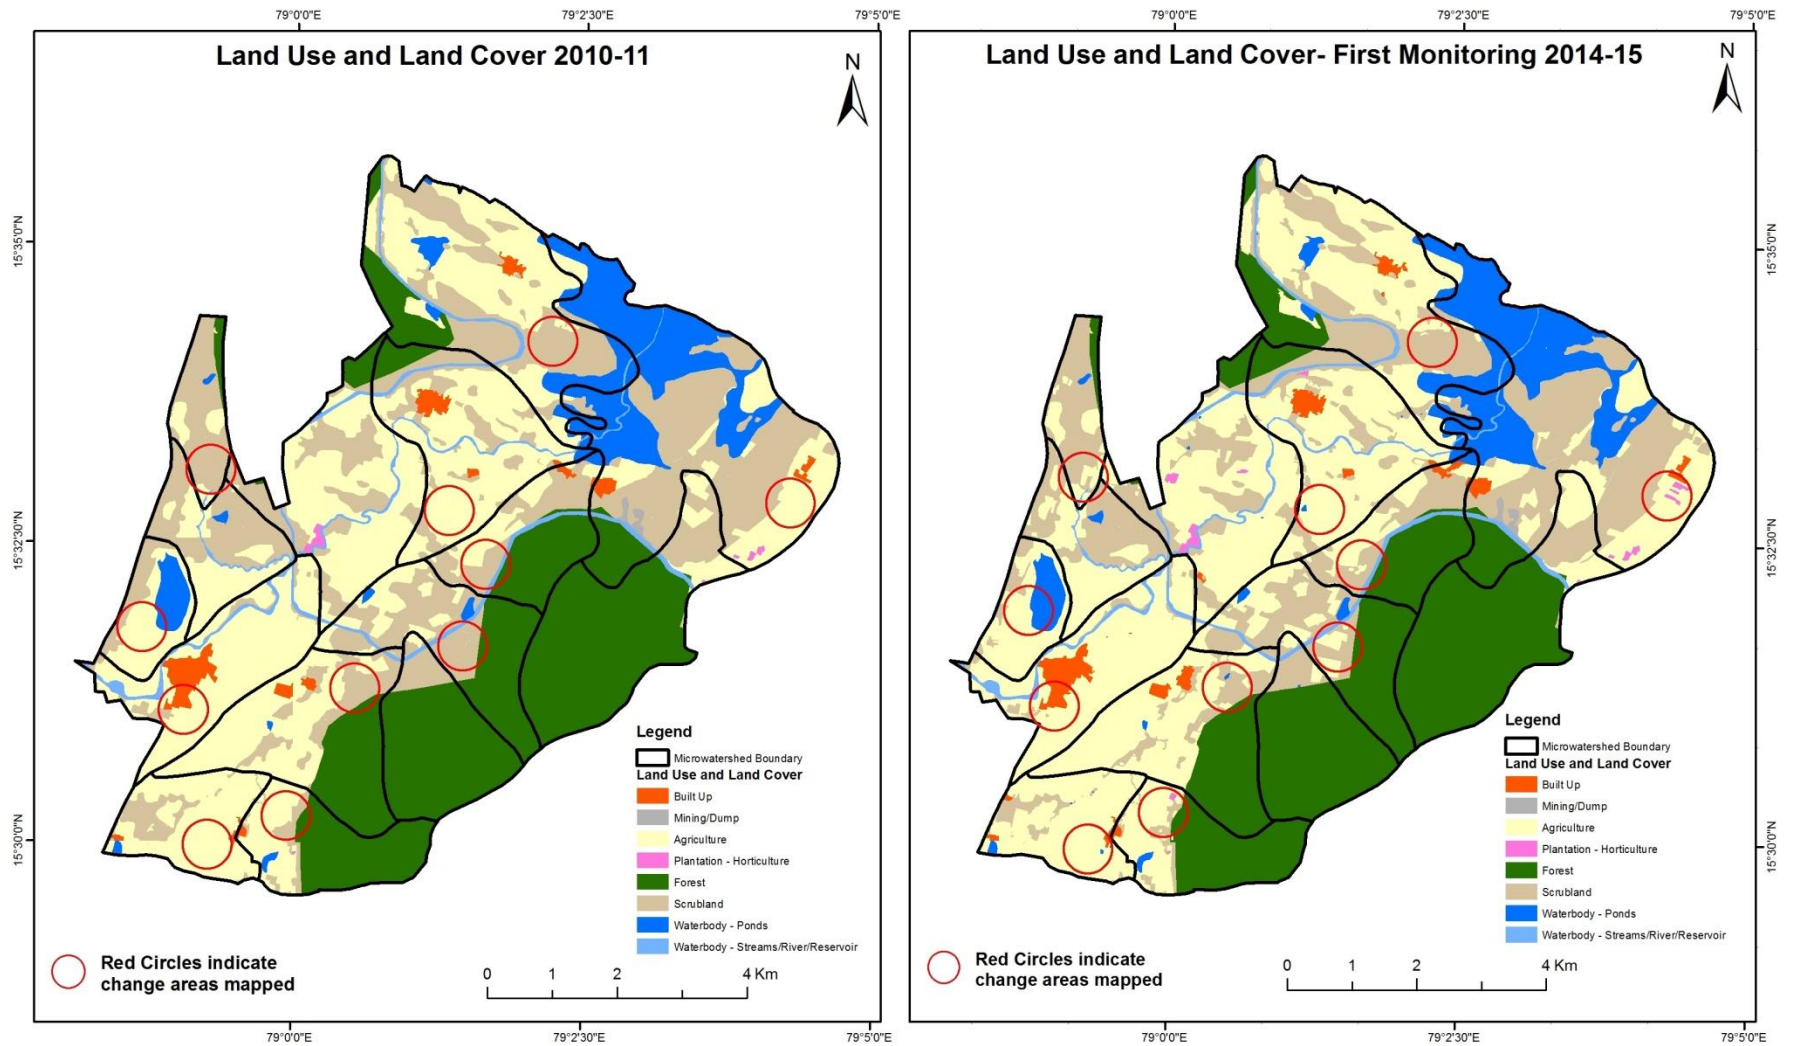 79°0'0"E
79°2'30"E
79°5'0"E
Land Use and Land Cover 2010-11
N
15°35'0"N
15°32'30"N
15°30'0"N
Legend
Microwatershed Boundary
Land Use and Land Cover
Built Up
Mining/Dump
Agriculture
Plantation - Horticulture
Forest
Scrubland
Waterbody - Ponds
Waterbody - Streams/River/Reservoir
Red Circles indicate
change areas mapped
0 1 2 4 Km
79°0'0"E
79°2'30"E
79°5'0"E
79°0'0"E
79°2'30"E
79°5'0"E
Land Use and Land Cover- First Monitoring 2014-15
N
15°35'0"N
15°32'30"N
15°30'0"N
Legend
Microwatershed Boundary
Land Use and Land Cover
Built Up
Mining/Dump
Agriculture
Plantation - Horticulture
Forest
Scrubland
Waterbody - Ponds
Waterbody - Streams/River/Reservoir
Red Circles indicate
change areas mapped
0 1 2 4 Km
79°0'0"E
79°2'30"E
79°5'0"E